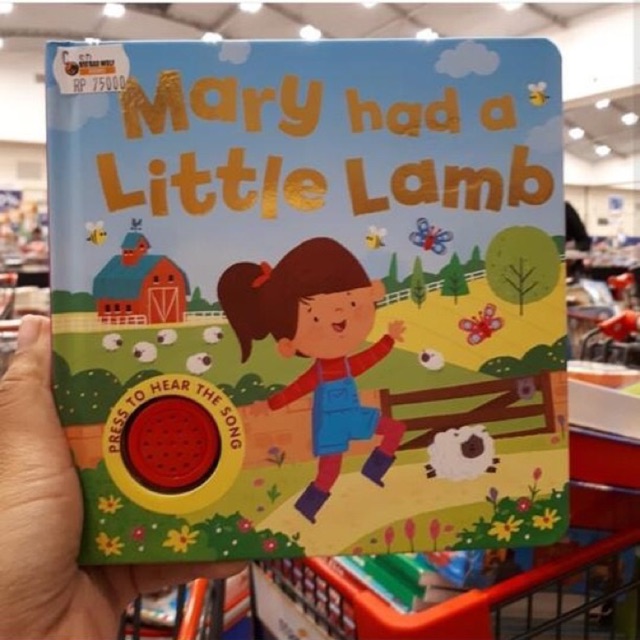 RP 75000
Mary had a
Little Lamb
PRESS TO HEAR THE SONG